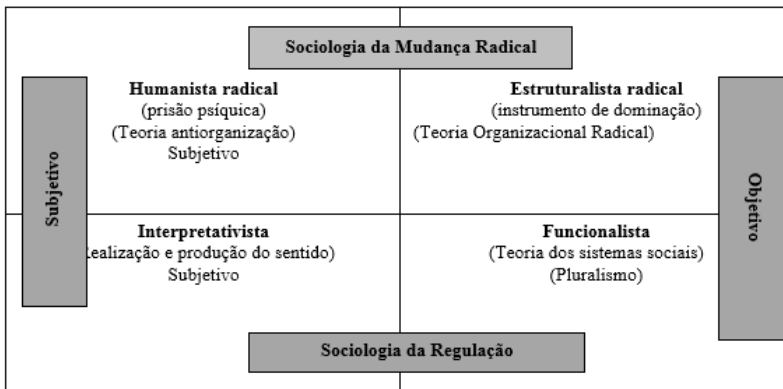 Sociologia da Mudança Radical
Humanista radical
(prisão psíquica)
(Teoria antiorganização)
Subjetivo
Estruturalista radical
(instrumento de dominação)
(Teoria Organizacional Radical)
Subjetivo
Objetivo
Interpretativista
ealização e produção do sentido)
Subjetivo
Funcionalista
(Teoria dos sistemas sociais)
(Pluralismo)
Sociologia da Regulação